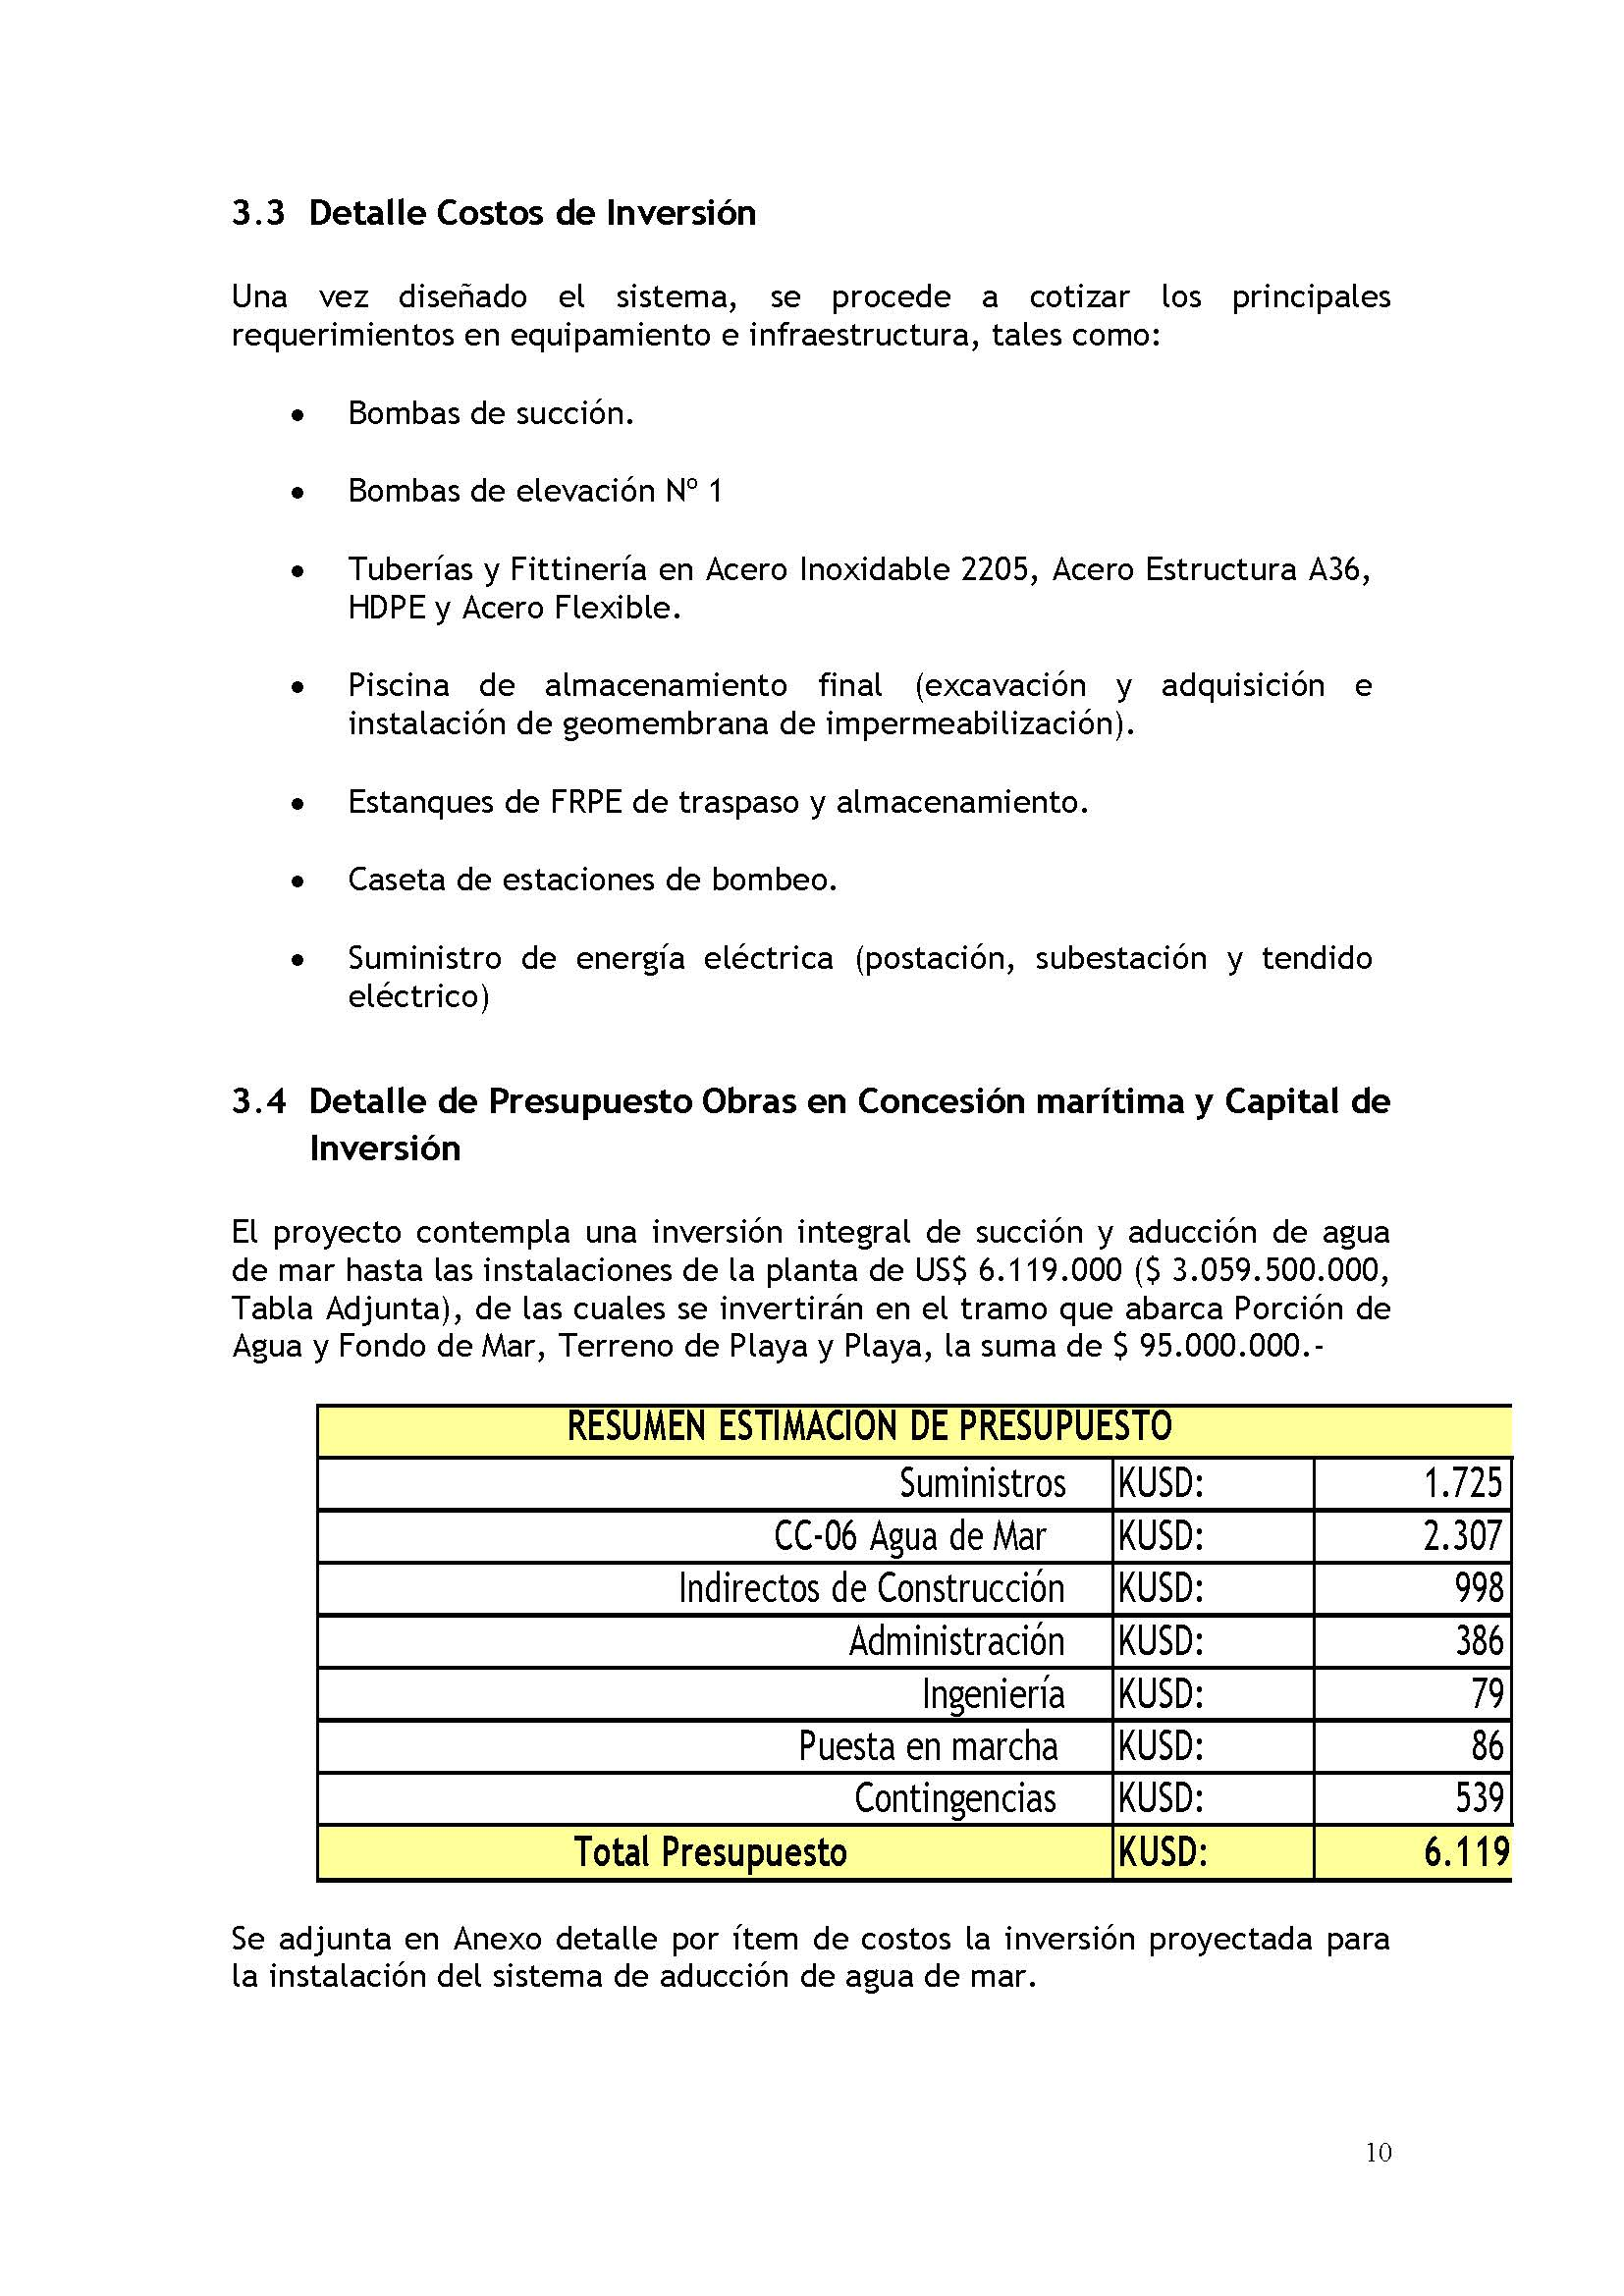 3.3 Detalle Costos de Inversión
Una vez diseñado el sistema, se procede a cotizar los principales
requerimientos en equipamiento e infraestructura, tales como:
• Bombas de succión.
• Bombas de elevación Nº 1
• Tuberías y Fittinería en Acero Inoxidable 2205, Acero Estructura A36,
HDPE y Acero Flexible.
• Piscina de almacenamiento final (excavación y adquisición e
instalación de geomembrana de impermeabilización).
• Estanques de FRPE de traspaso y almacenamiento.
• Caseta de estaciones de bombeo.
• Suministro de energía eléctrica (postación, subestación y tendido
eléctrico)
3.4 Detalle de Presupuesto Obras en Concesión marítima y Capital de
Inversión
El proyecto contempla una inversión integral de succión y aducción de agua
de mar hasta las instalaciones de la planta de US$ 6.119.000 ($ 3.059.500.000,
Tabla Adjunta), de las cuales se invertirán en el tramo que abarca Porción de
Agua y Fondo de Mar, Terreno de Playa y Playa, la suma de $ 95.000.000.-
RESUMEN ESTIMACION DE PRESUPUESTO
Suministros KUSD: 1.725
CC-06 Agua de Mar KUSD: 2.307
Indirectos de Construcción KUSD: 998
Administración KUSD: 386
Ingeniería KUSD: 79
Puesta en marcha KUSD: 86
Contingencias KUSD: 539
Total Presupuesto KUSD: 6.119
Se adjunta en Anexo detalle por ítem de costos la inversión proyectada para
la instalación del sistema de aducción de agua de mar.
10